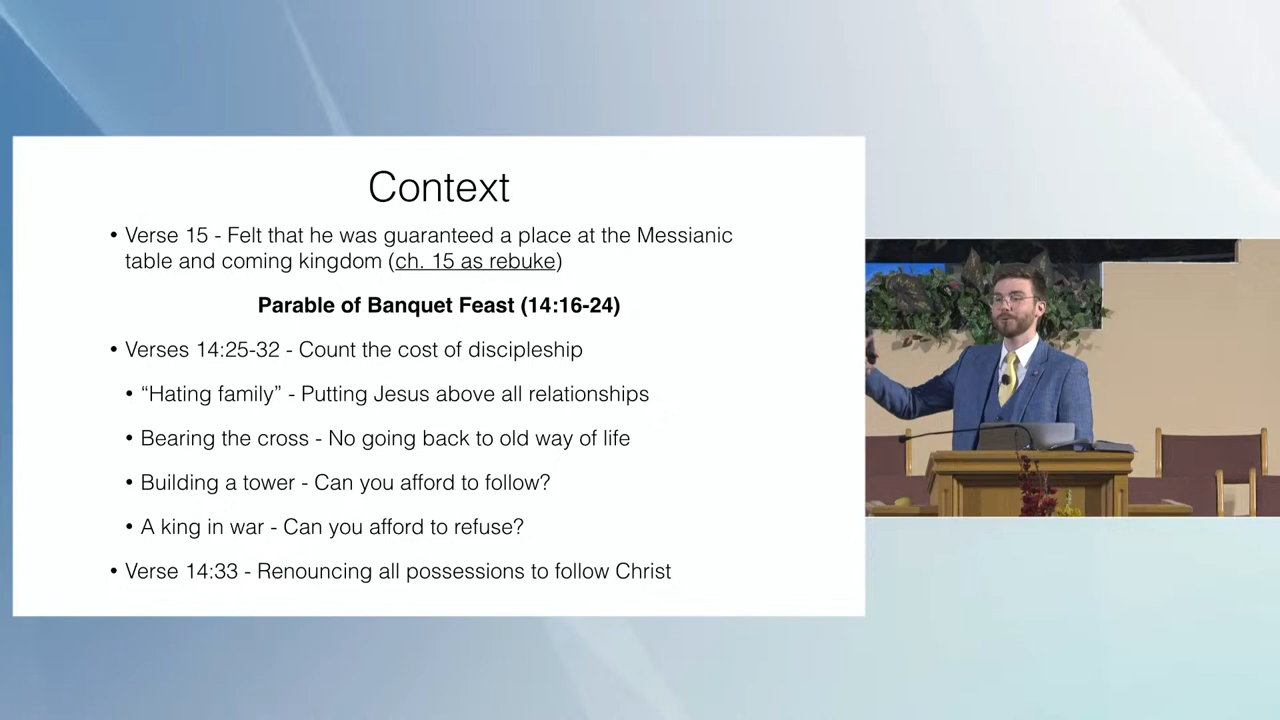 Context
• Verse 15 - Felt that he was guaranteed a place at the Messianic
table and coming kingdom (ch. 15 as rebuke)
Parable of Banquet Feast (14:16-24)
• Verses 14:25-32 - Count the cost of discipleship
• “Hating family” - Putting Jesus above all relationships
• Bearing the cross - No going back to old way of life
• Building a tower - Can you afford to follow?
• A king in war - Can you afford to refuse?
• Verse 14:33 - Renouncing all possessions to follow Christ